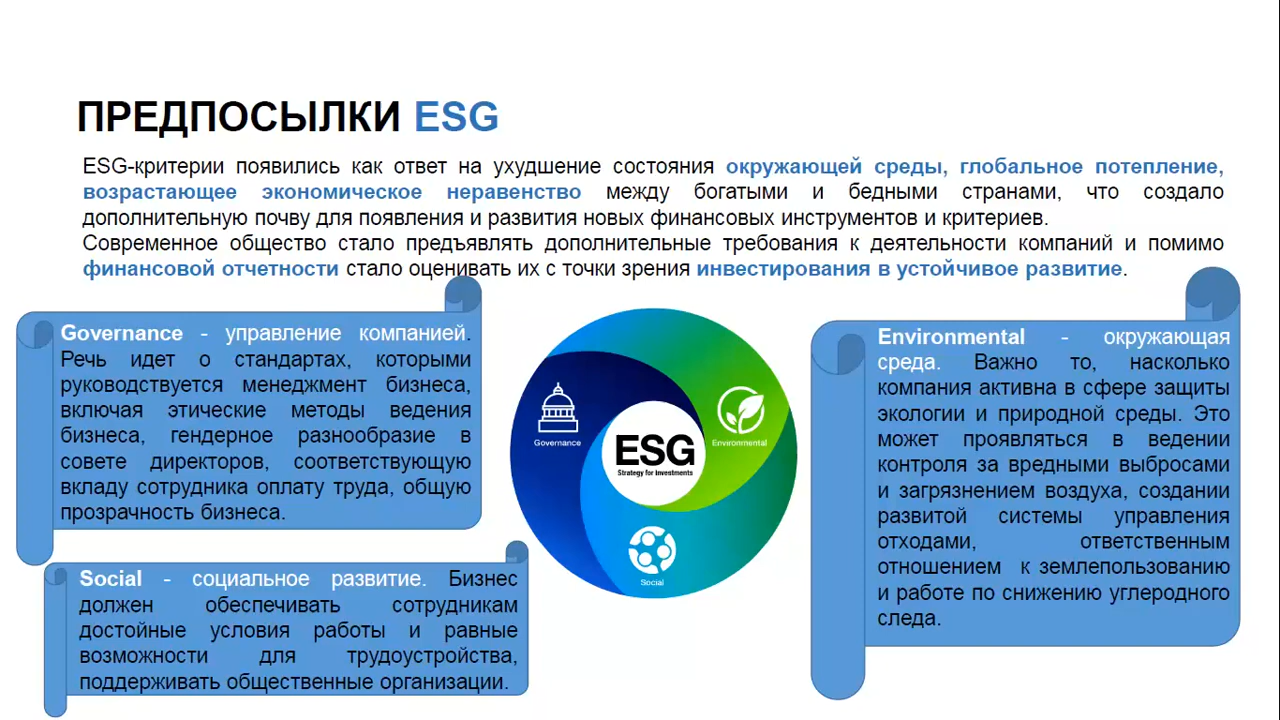 ПРЕДПОСЫЛКИ ESG
ESG-критерии появились как ответ на ухудшение состояния окружающей среды, глобальное потепление,
возрастающее экономическое неравенство между богатыми и бедными странами, что создало
дополнительную почву для появления и развития новых финансовых инструментов и критериев.
Современное общество стало предъявлять дополнительные требования к деятельности компаний и помимо
финансовой отчетности стало оценивать их с точки зрения инвестирования в устойчивое развитие.
Governance - управление компанией.
Речь идет о стандартах, которыми
руководствуется менеджмент бизнеса,
включая этические методы ведения
бизнеса, гендерное разнообразие в
совете директоров, соответствующую
вкладу сотрудника оплату труда, общую
прозрачность бизнеса.
Social - социальное развитие. Бизнес
должен обеспечивать сотрудникам
достойные условия работы и равные
возможности для трудоустройства,
поддерживать общественные организации.
Governance
Environmental
ESG
Strategy for Investments
Social
Environmental - окружающая
среда. Важно то, насколько
компания активна в сфере защиты
экологии и природной среды. Это
может проявляться в ведении
контроля за вредными выбросами
и загрязнением воздуха, создании
развитой системы управления
отходами, ответственным
отношением к землепользованию
и работе по снижению углеродного
следа.